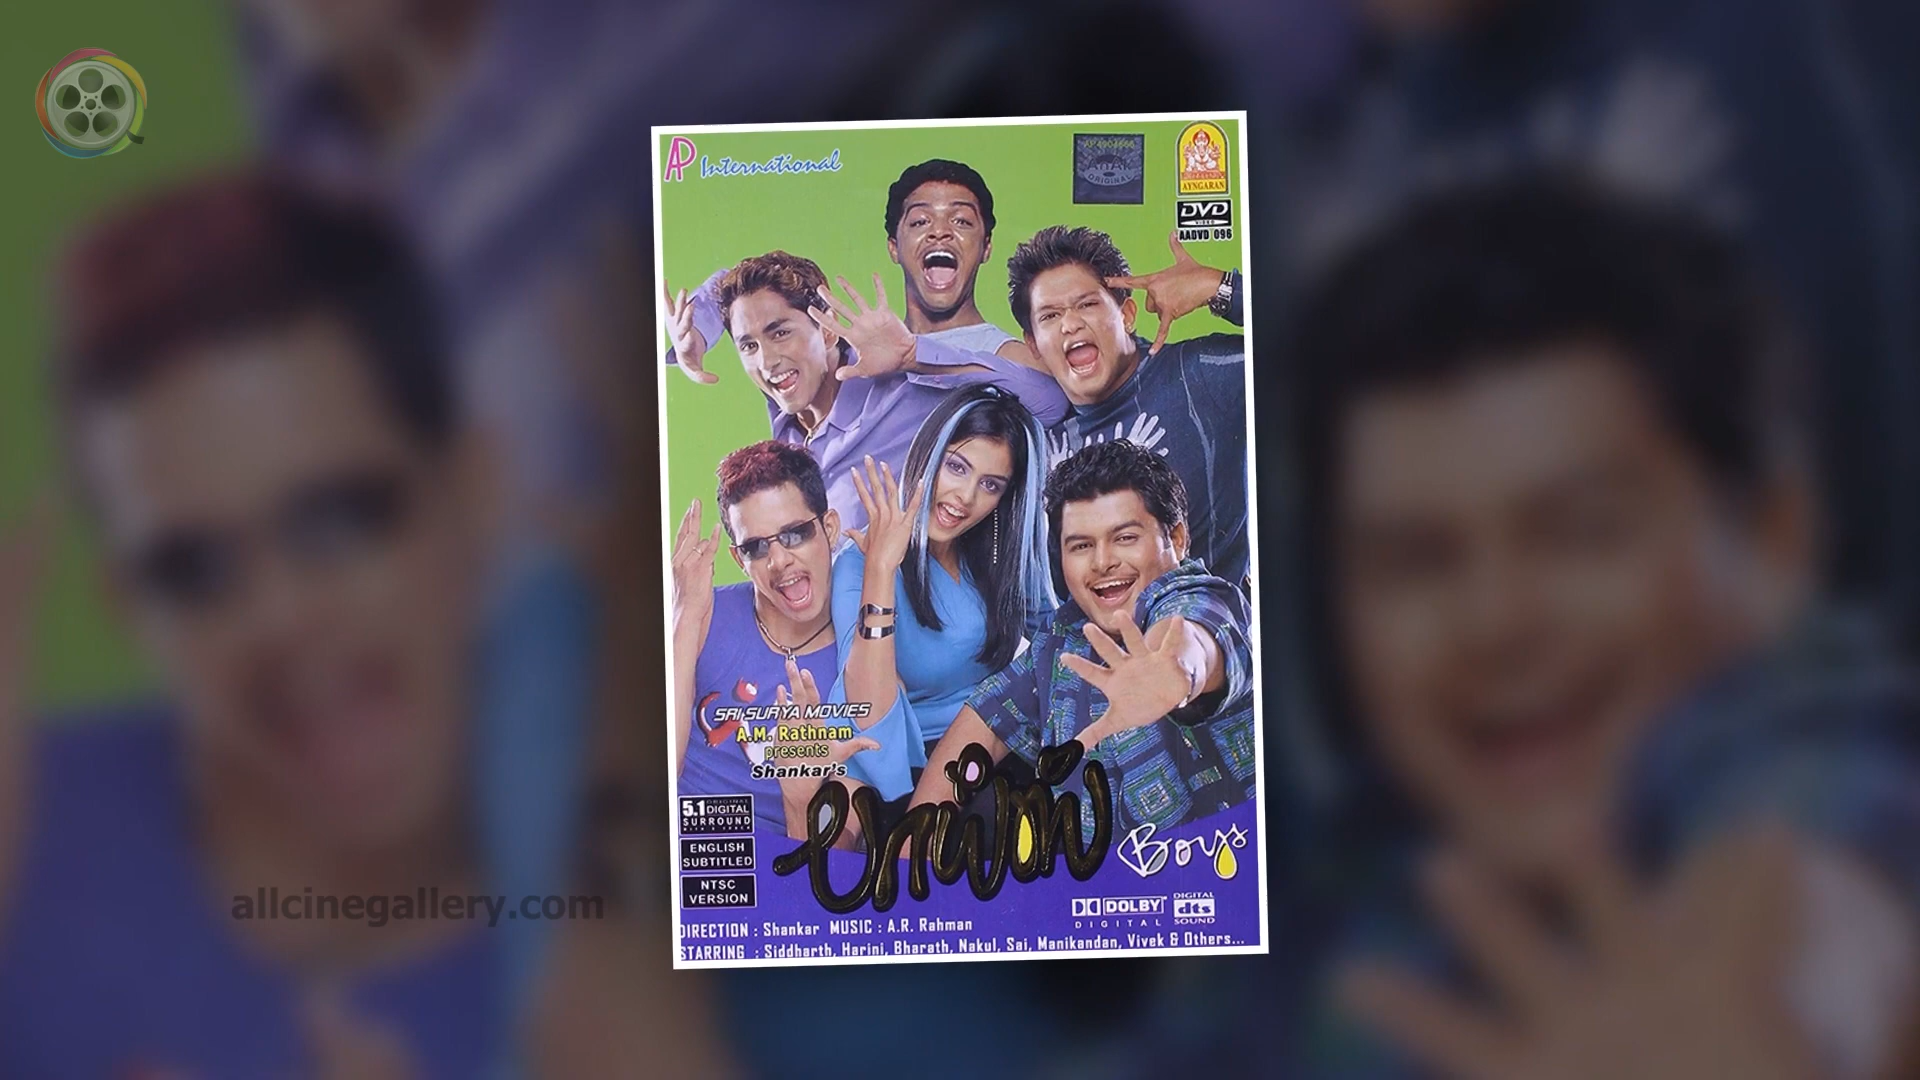 AP International
ORIGINAL
AYNGARAN
DVD
VIDEO
AADVD 096
SRI SURYA MOVIES
A.M. Rathnam
presents
Shankar's
பாய்ஸ்
Boys
5.1 ORIGINAL
DIGITAL
SURROUND
ENGLISH
SUBTITLED
NTSC
VERSION
DOLBY
DIGITAL
DIGITAL
dts
SOUND
allcinegallery.com
DIRECTION : Shankar MUSIC : A.R. Rahman
STARRING : Siddharth, Harini, Bharath, Nakul, Sai, Manikandan, Vivek & Others...